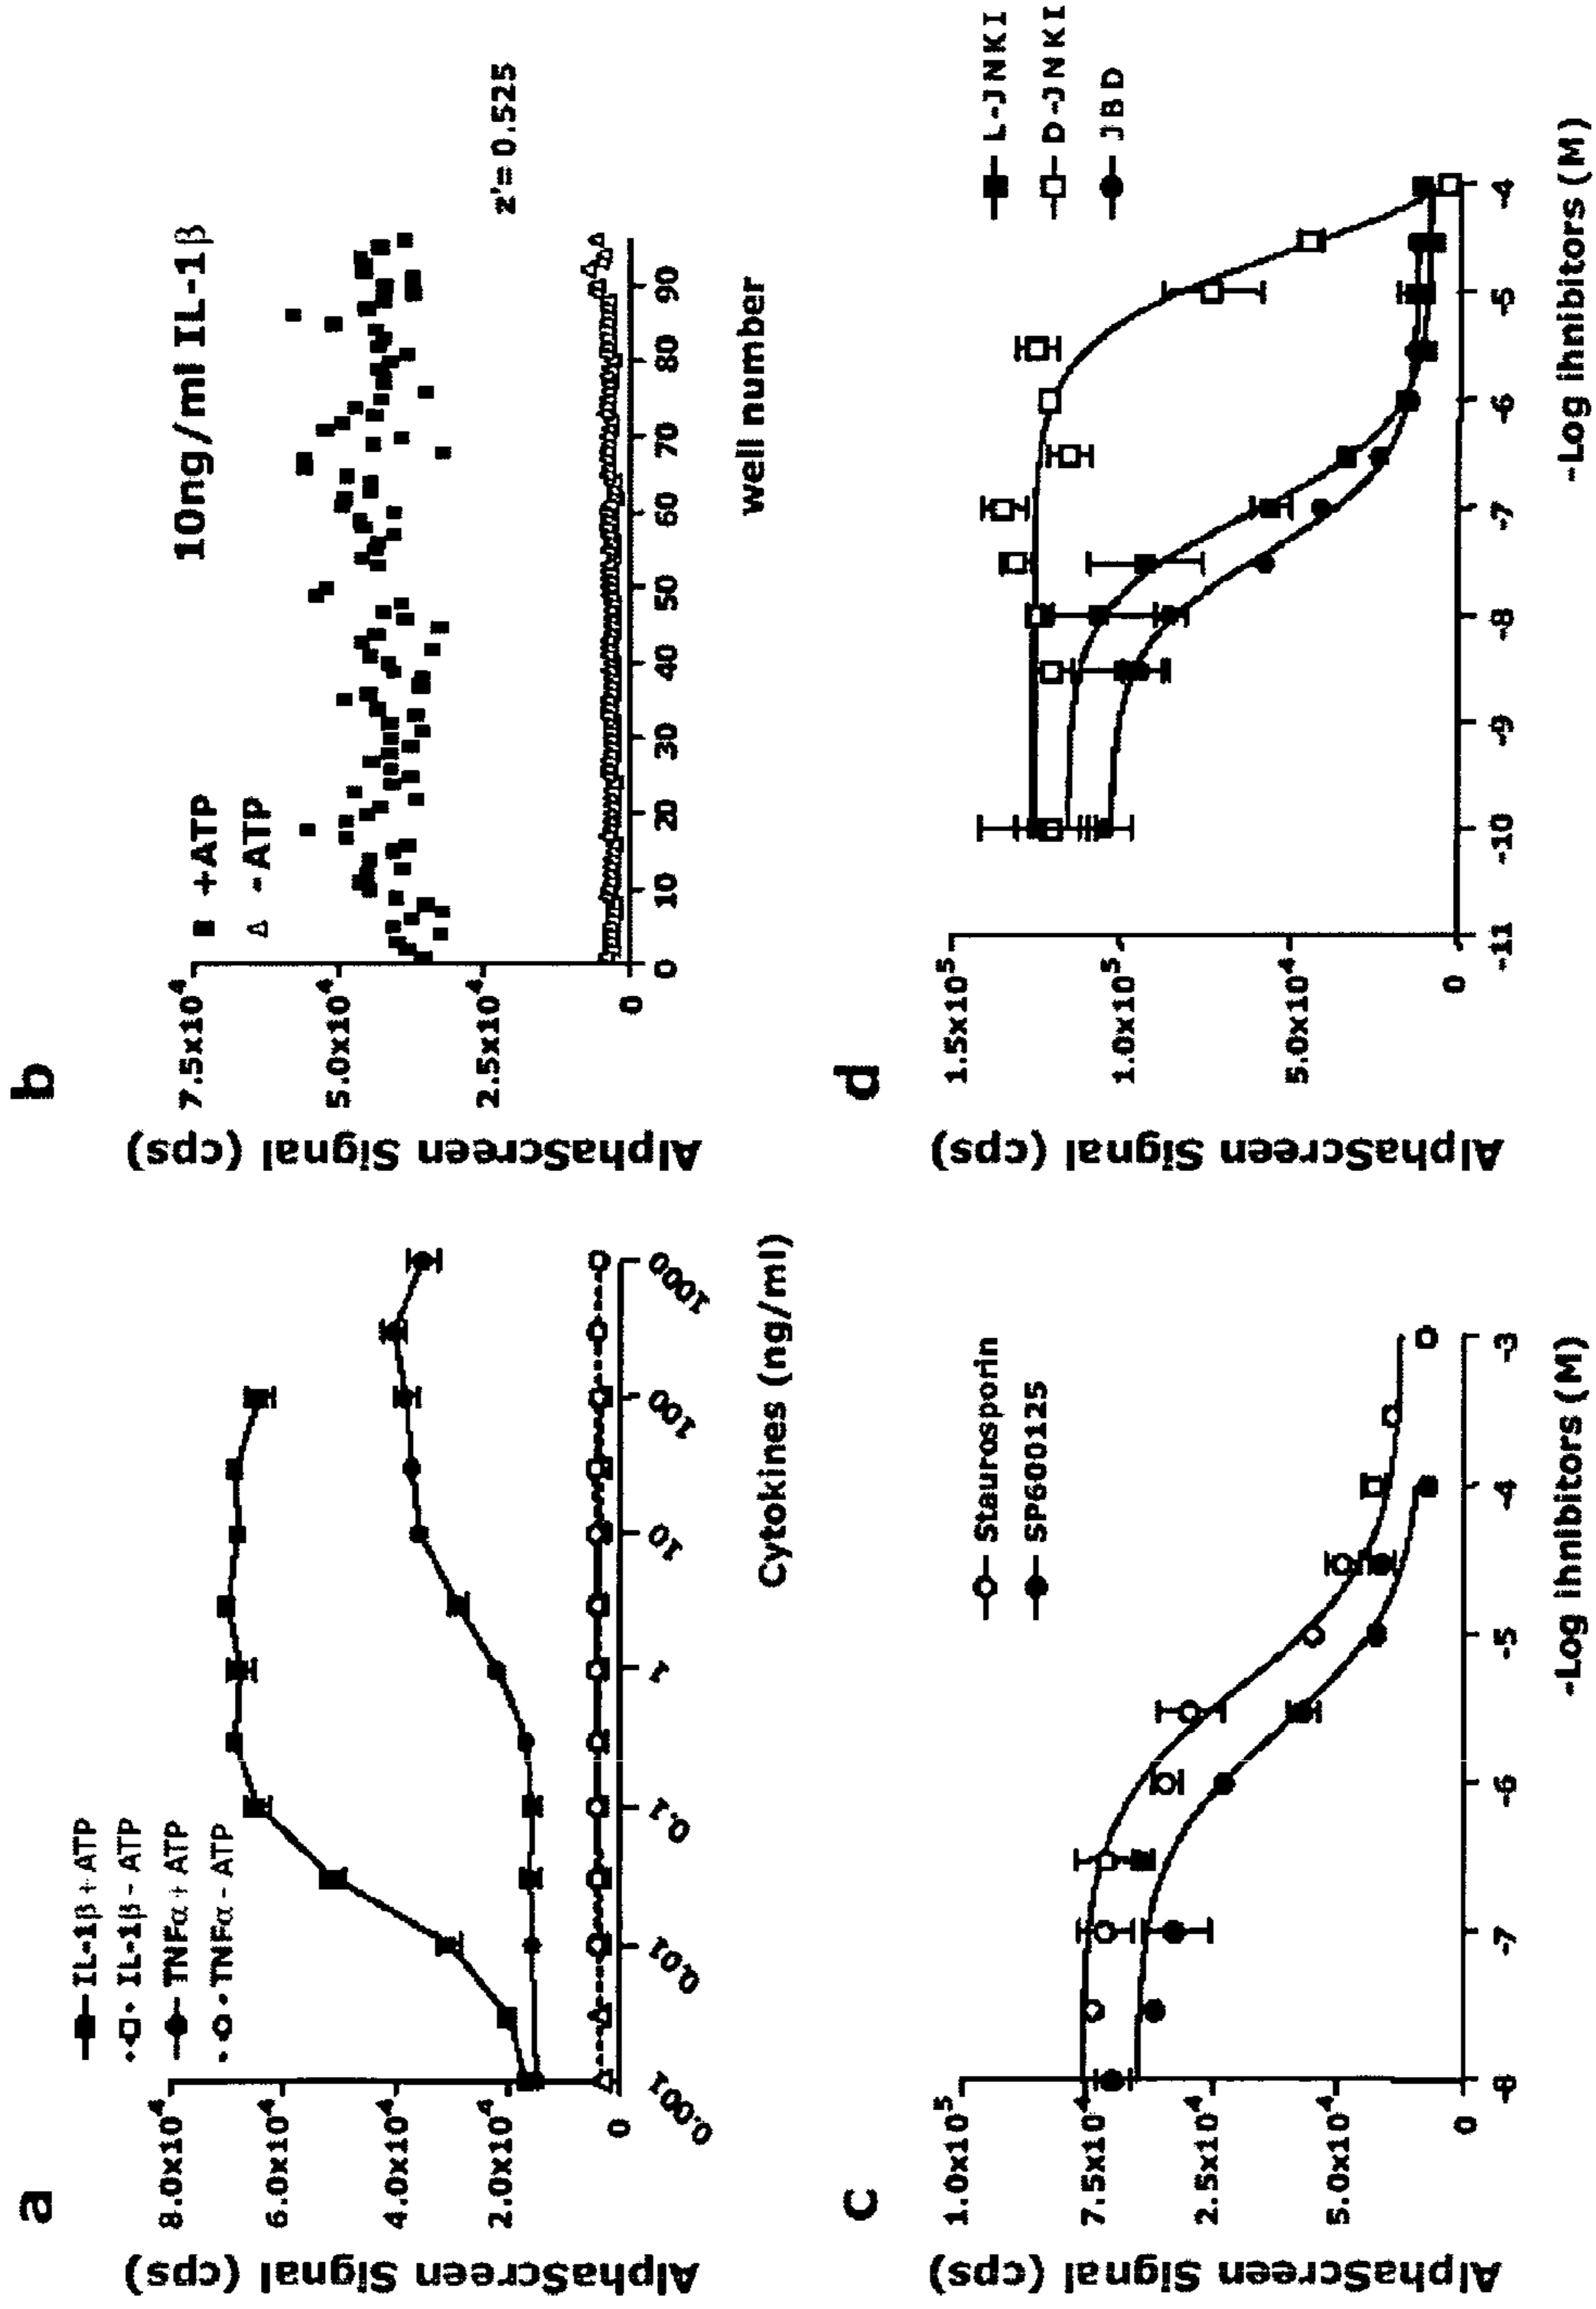 a
AlphaScreen Signal (cps)
8.0x10⁴
6.0x10⁴
4.0x10⁴
2.0x10⁴
0
IL-1β+ATP
IL-1β-ATP
TNFα+ATP
TNFα-ATP
0.001
0.01
0.1
1
10
100
1000
Cytokines (ng/ml)
b
AlphaScreen Signal (cps)
7.5x10⁴
5.0x10⁴
2.5x10⁴
0
+ATP
-ATP
10ng/ml IL-1β
z'=0.525
0 10 20 30 40 50 60 70 80 90
well number
c
AlphaScreen Signal (cps)
1.0x10⁵
7.5x10⁴
2.5x10⁴
5.0x10⁴
0
Staurosporin
SP600125
-8 -7 -6 -5 -4 -3
-Log ihnibitors (M)
d
AlphaScreen Signal (cps)
1.5x10⁵
1.0x10⁵
5.0x10⁴
0
L-JNKI
D-JNKI
JBD
-11 -10 -9 -8 -7 -6 -5 -4
-Log ihnibitors (M)